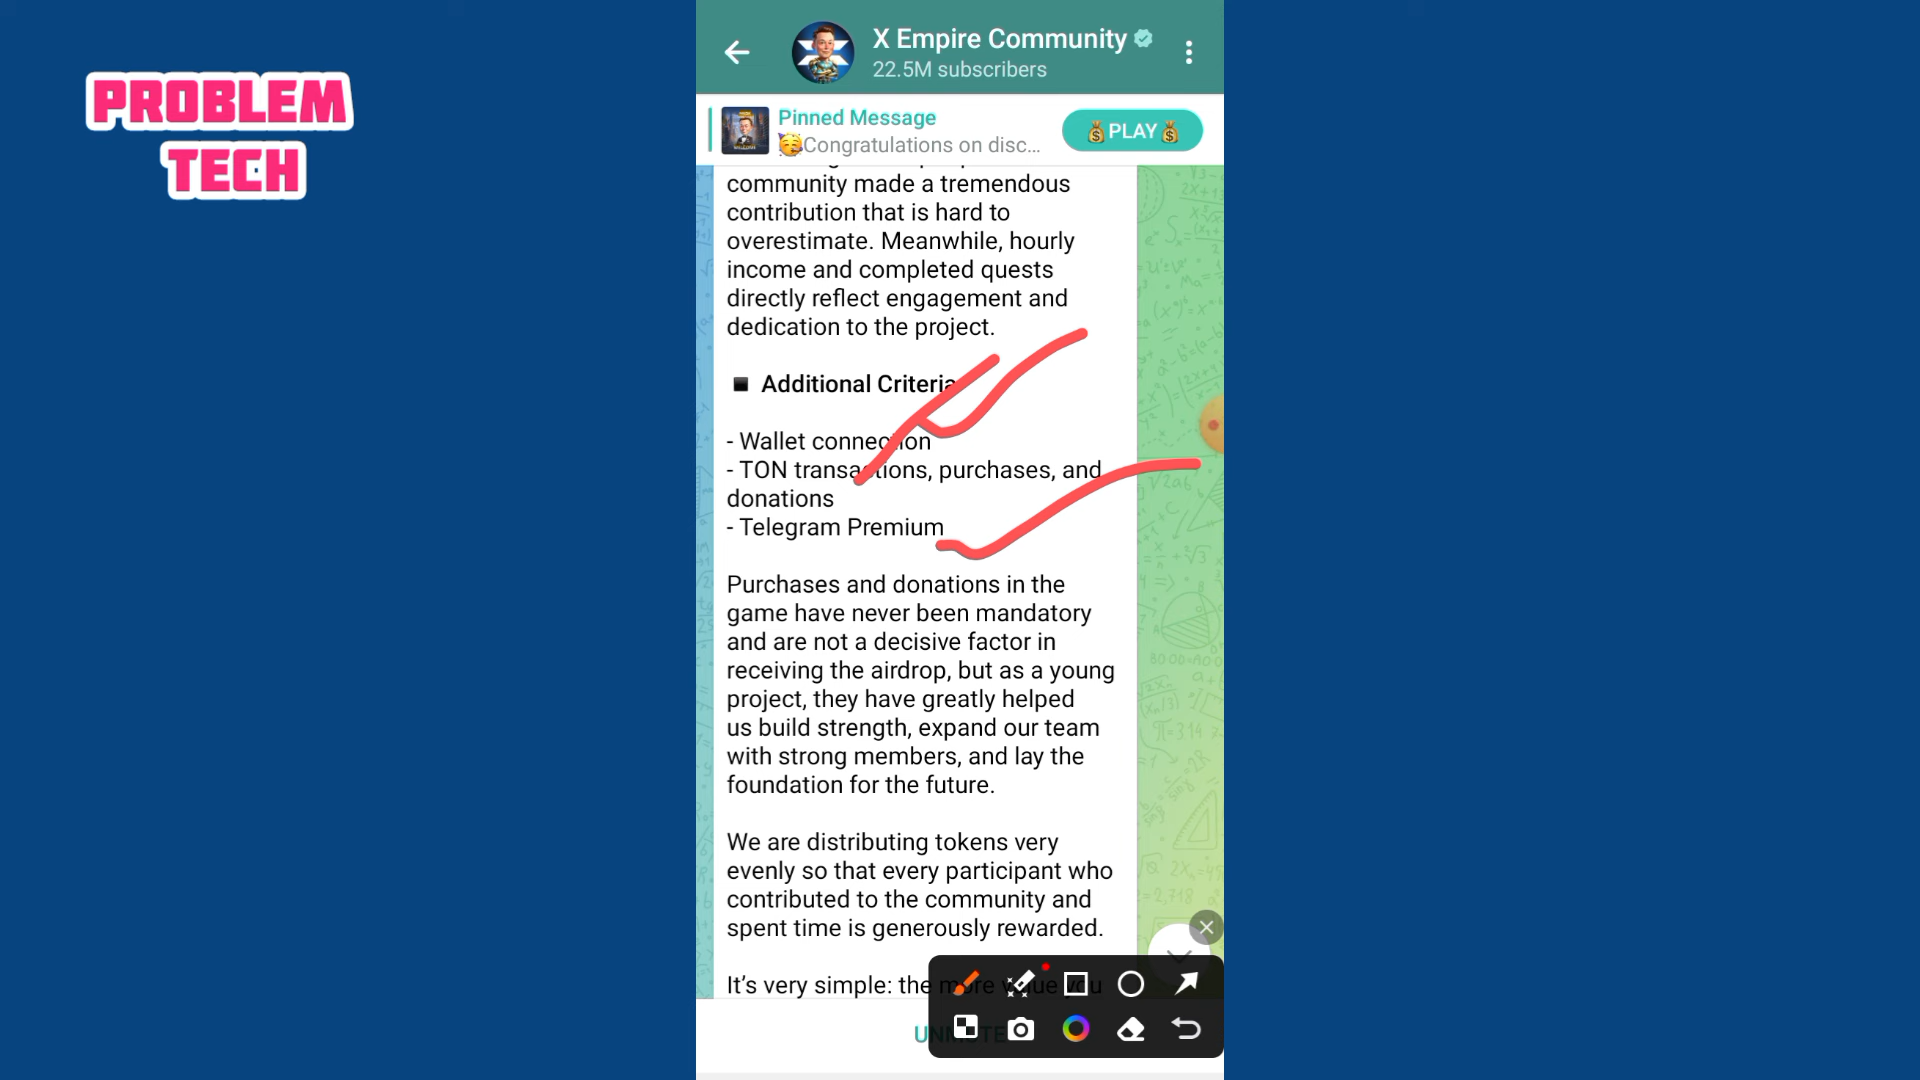 PROBLEM
TECH
X Empire Community
22.5M subscribers
Pinned Message
🥳Congratulations on disc...
💰PLAY💰
community made a tremendous
contribution that is hard to
overestimate. Meanwhile, hourly
income and completed quests
directly reflect engagement and
dedication to the project.
◾ Additional Criteria
- Wallet connection
- TON transactions, purchases, and
donations
- Telegram Premium
Purchases and donations in the
game have never been mandatory
and are not a decisive factor in
receiving the airdrop, but as a young
project, they have greatly helped
us build strength, expand our team
with strong members, and lay the
foundation for the future.
We are distributing tokens very
evenly so that every participant who
contributed to the community and
spent time is generously rewarded.
It’s very simple: the more value you
UNMUTE